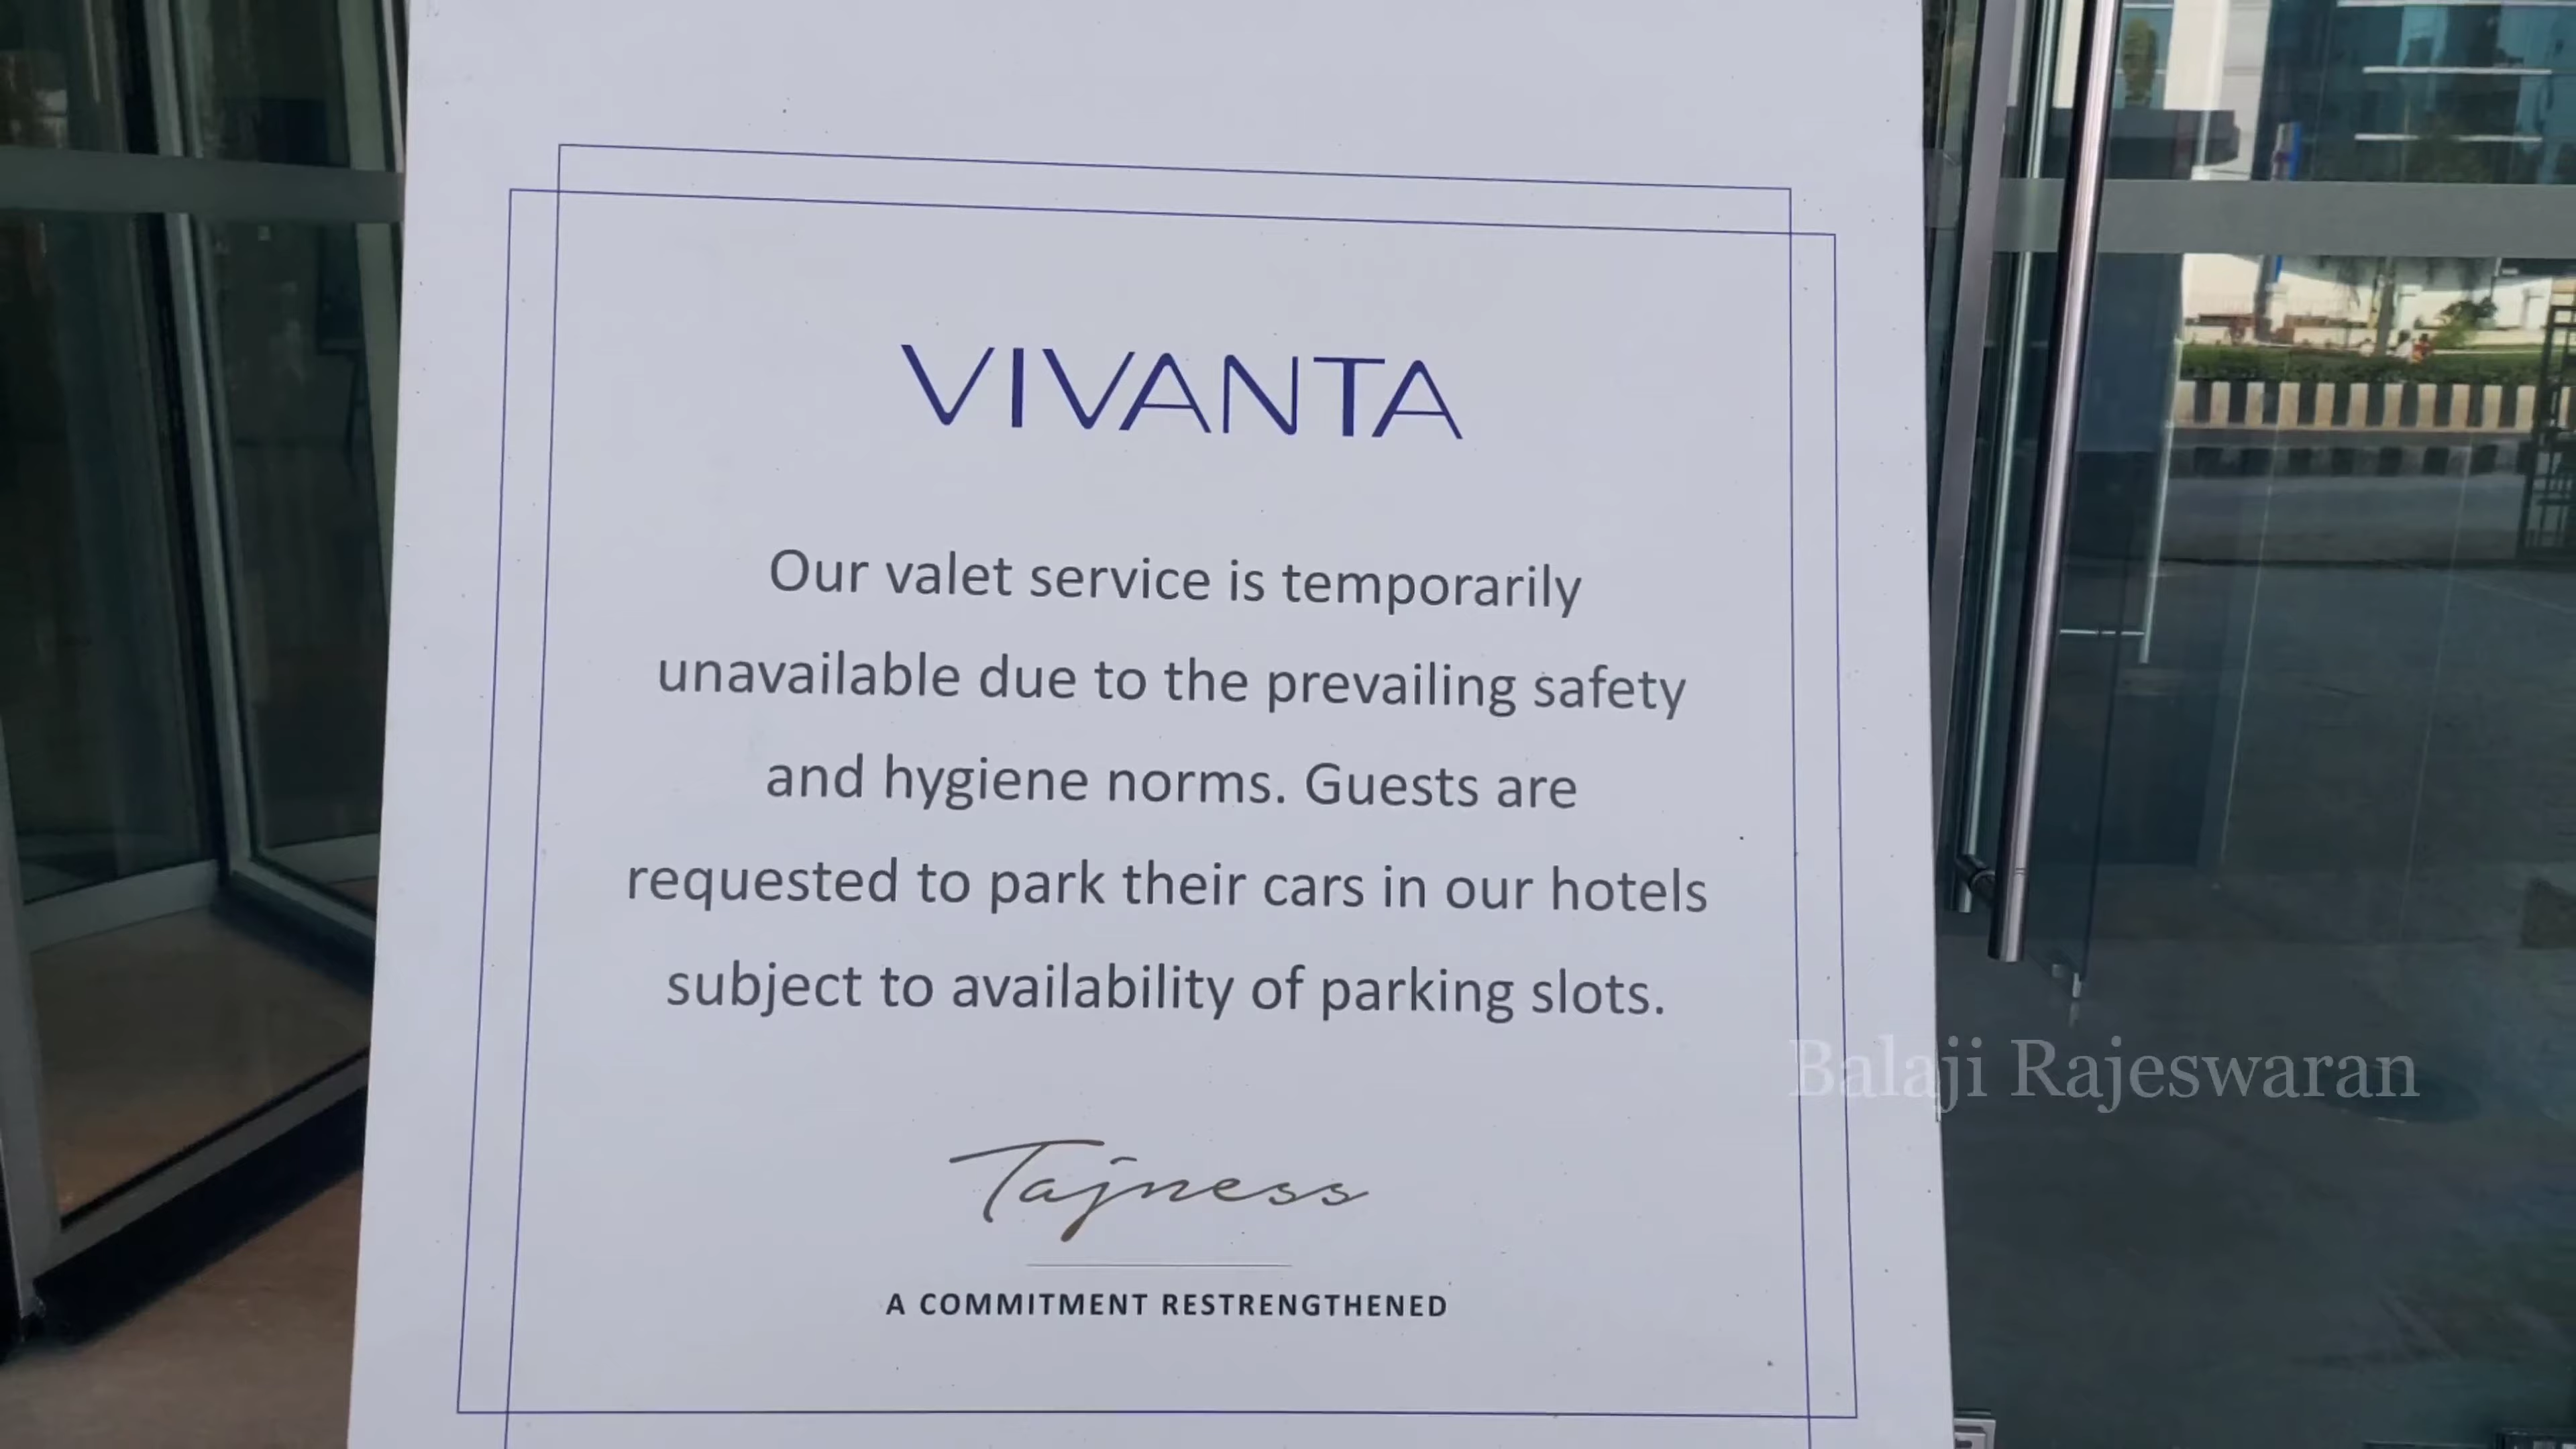 VIVANTA
Our valet service is temporarily
unavailable due to the prevailing safety
and hygiene norms. Guests are
requested to park their cars in our hotels
subject to availability of parking slots.
Balaji Rajeswaran
Tajness
A COMMITMENT RESTRENGTHENED